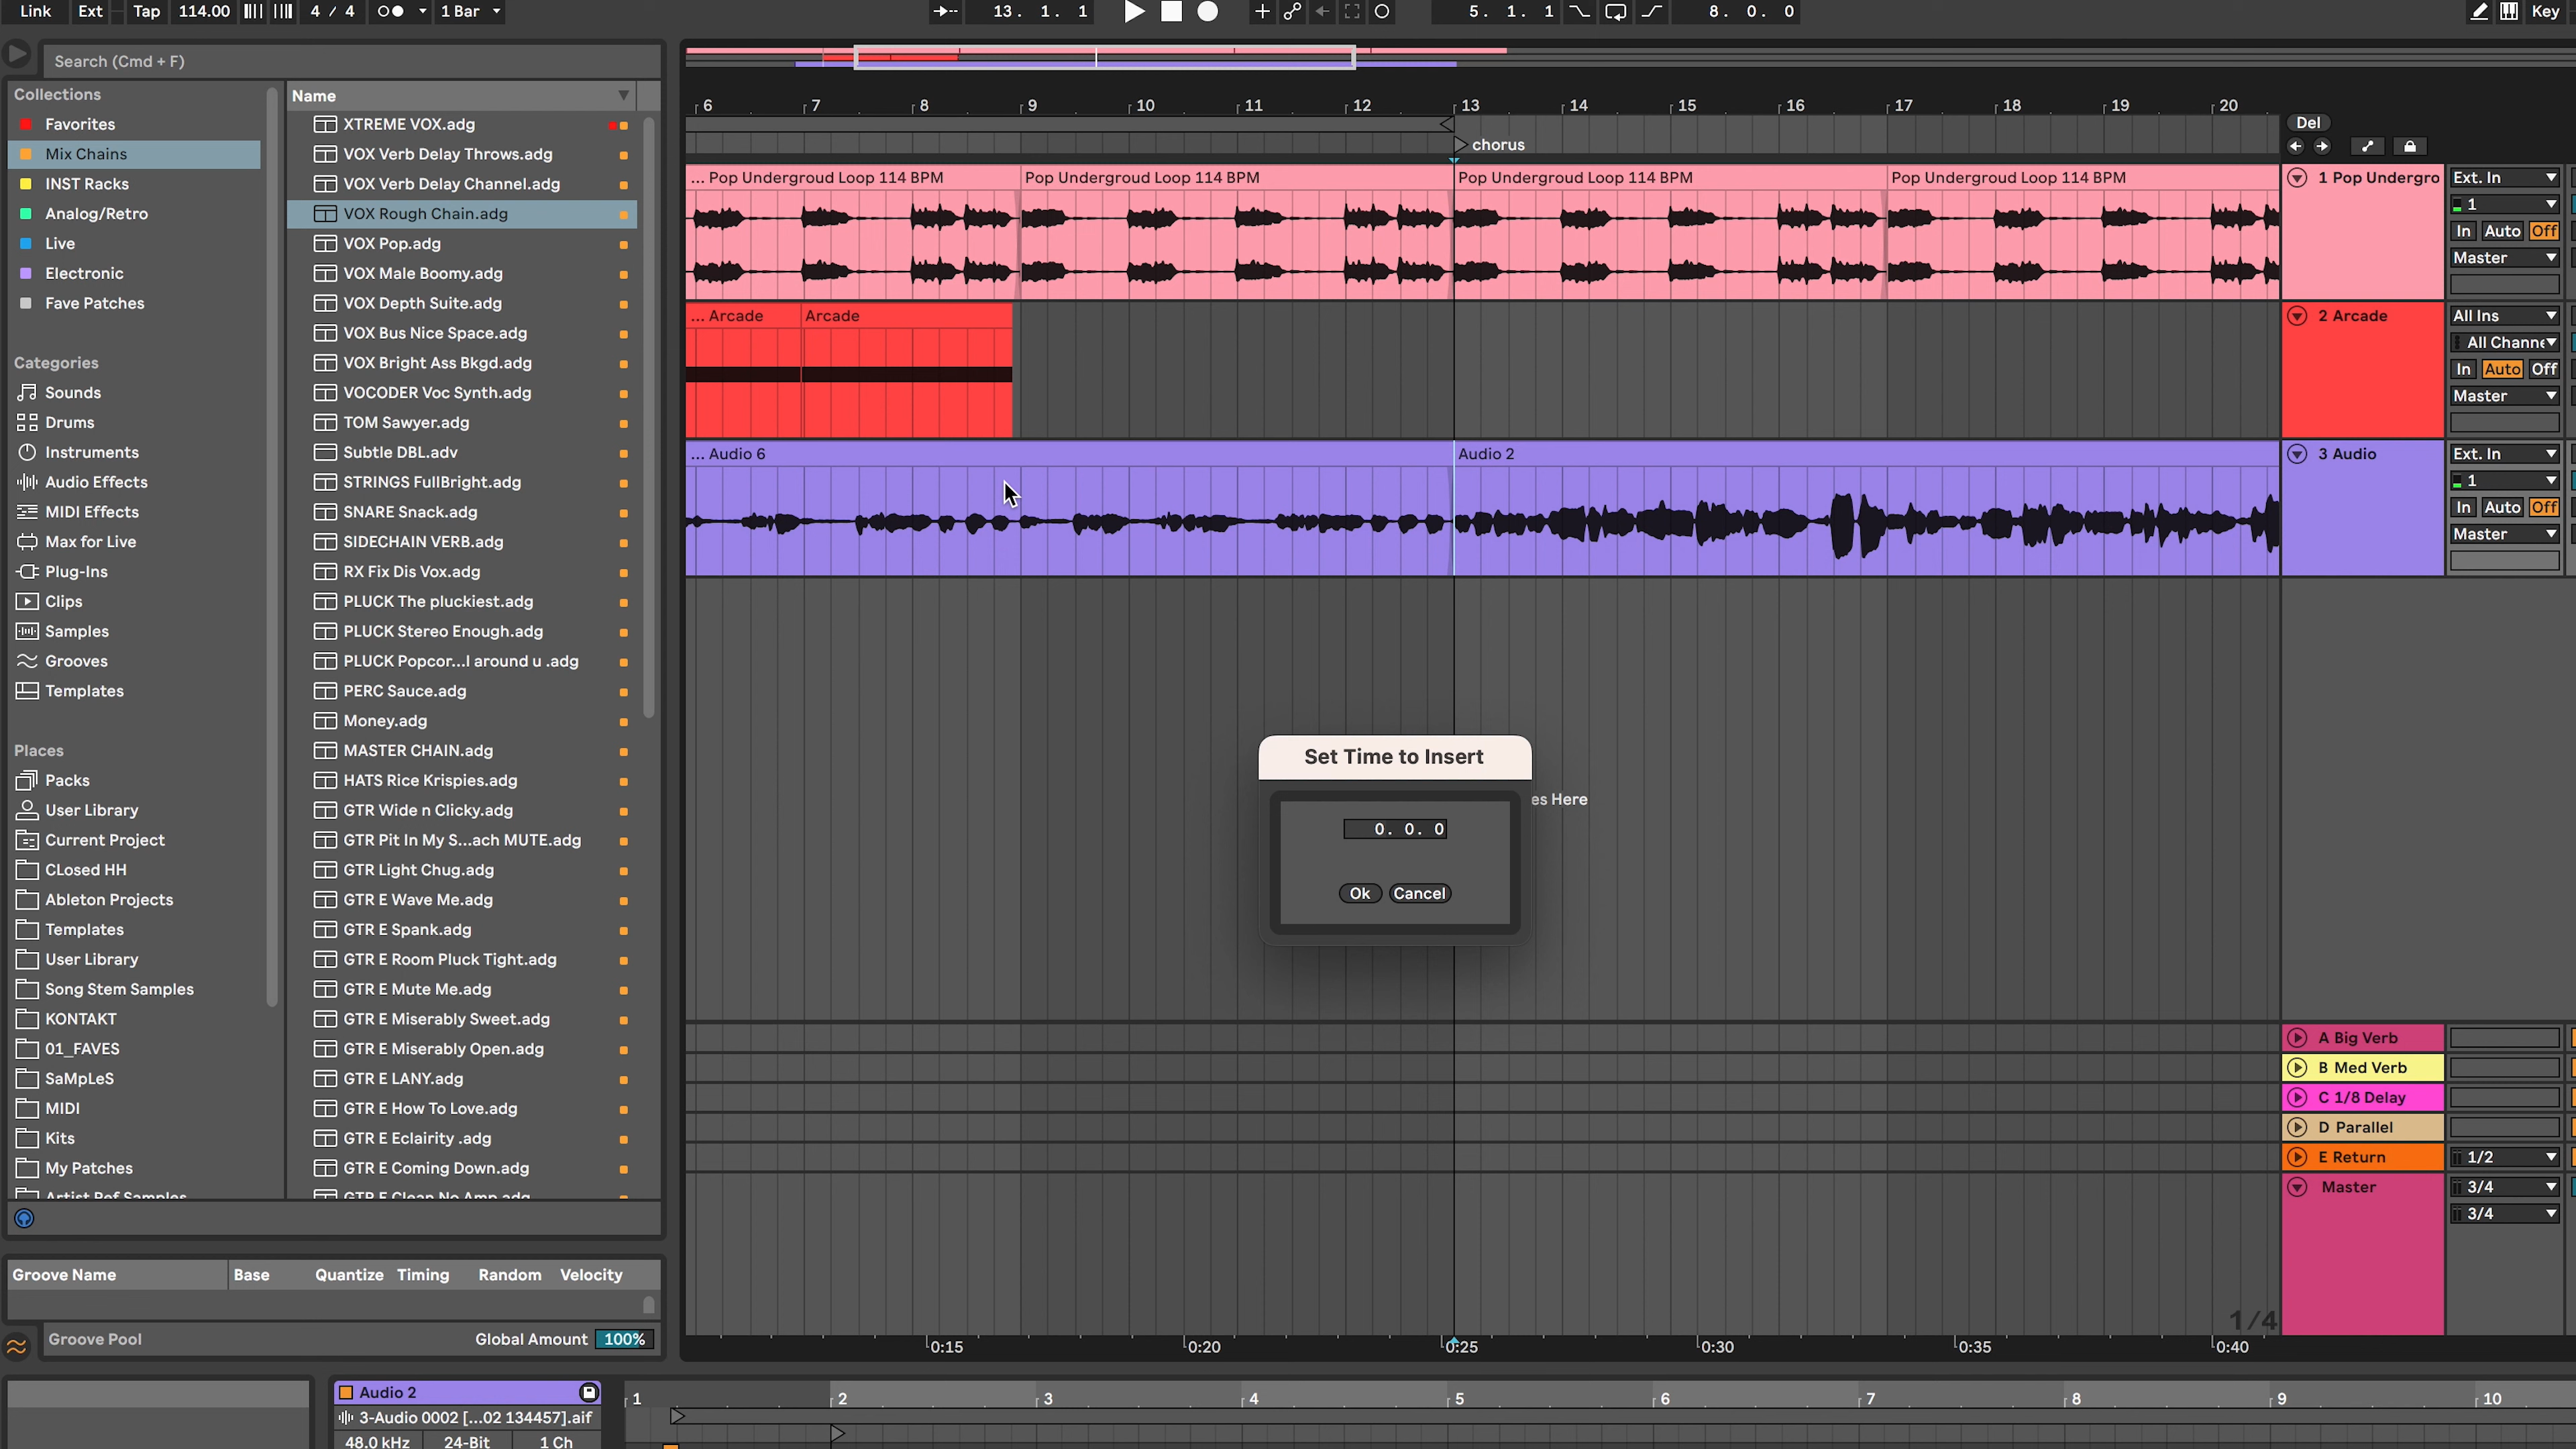 Link Ext Tap 114.00 4 / 4 1 Bar 13. 1. 1 5. 1. 1 8. 0. 0 Key
Search (Cmd + F)
Collections
Favorites
Mix Chains
INST Racks
Analog/Retro
Live
Electronic
Fave Patches
Categories
Sounds
Drums
Instruments
Audio Effects
MIDI Effects
Max for Live
Plug-Ins
Clips
Samples
Grooves
Templates
Places
Packs
User Library
Current Project
CLosed HH
Ableton Projects
Templates
User Library
Song Stem Samples
KONTAKT
01_FAVES
SaMpLeS
MIDI
Kits
My Patches
Artist Ref Samples
Name
XTREME VOX.adg
VOX Verb Delay Throws.adg
VOX Verb Delay Channel.adg
VOX Rough Chain.adg
VOX Pop.adg
VOX Male Boomy.adg
VOX Depth Suite.adg
VOX Bus Nice Space.adg
VOX Bright Ass Bkgd.adg
VOCODER Voc Synth.adg
TOM Sawyer.adg
Subtle DBL.adv
STRINGS FullBright.adg
SNARE Snack.adg
SIDECHAIN VERB.adg
RX Fix Dis Vox.adg
PLUCK The pluckiest.adg
PLUCK Stereo Enough.adg
PLUCK Popcor...l around u .adg
PERC Sauce.adg
Money.adg
MASTER CHAIN.adg
HATS Rice Krispies.adg
GTR Wide n Clicky.adg
GTR Pit In My S...ach MUTE.adg
GTR Light Chug.adg
GTR E Wave Me.adg
GTR E Spank.adg
GTR E Room Pluck Tight.adg
GTR E Mute Me.adg
GTR E Miserably Sweet.adg
GTR E Miserably Open.adg
GTR E LANY.adg
GTR E How To Love.adg
GTR E Eclairity .adg
GTR E Coming Down.adg
GTR E Clean No Amp.adg
6 7 8 9 10 11 12 13 14 15 16 17 18 19 20
Del
chorus
... Pop Undergroud Loop 114 BPM Pop Undergroud Loop 114 BPM Pop Undergroud Loop 114 BPM Pop Undergroud Loop 114 BPM
1 Pop Undergro Ext. In
1
In Auto Off
Master
... Arcade Arcade
2 Arcade All Ins
All Channe
In Auto Off
Master
... Audio 6 Audio 2
3 Audio Ext. In
1
In Auto Off
Master
Set Time to Insert
es Here
0. 0. 0
Ok Cancel
A Big Verb
B Med Verb
C 1/8 Delay
D Parallel
E Return 1/2
Master 3/4
3/4
1/4
0:15 0:20 0:25 0:30 0:35 0:40
Groove Name Base Quantize Timing Random Velocity
Groove Pool Global Amount 100%
Audio 2
3-Audio 0002 [...02 134457].aif
48.0 kHz 24-Bit 1 Ch
1 2 3 4 5 6 7 8 9 10